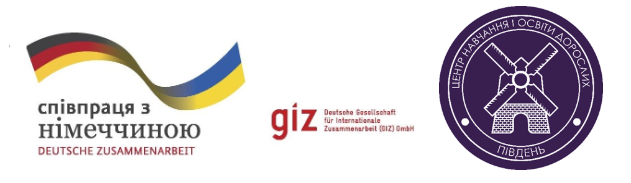 співпраця з
НІМЕЧЧИНОЮ
DEUTSCHE ZUSAMMENARBEIT
giz
Deutsche Gesellschaft
für Internationale
Zusammenarbeit (GIZ) GmbH
ЦЕНТР НАВЧАННЯ І ОСВІТИ ДОРОСЛИХ
ПІВДЕНЬ